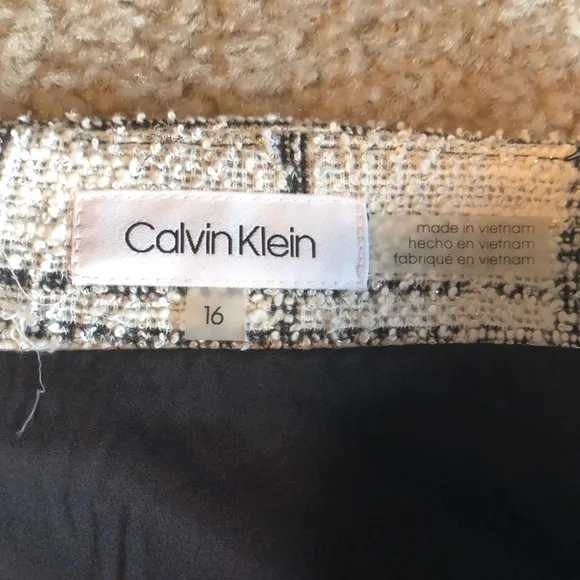 Calvin Klein
made in vietnam
hecho en vietnam
fabriqué en vietnam
16